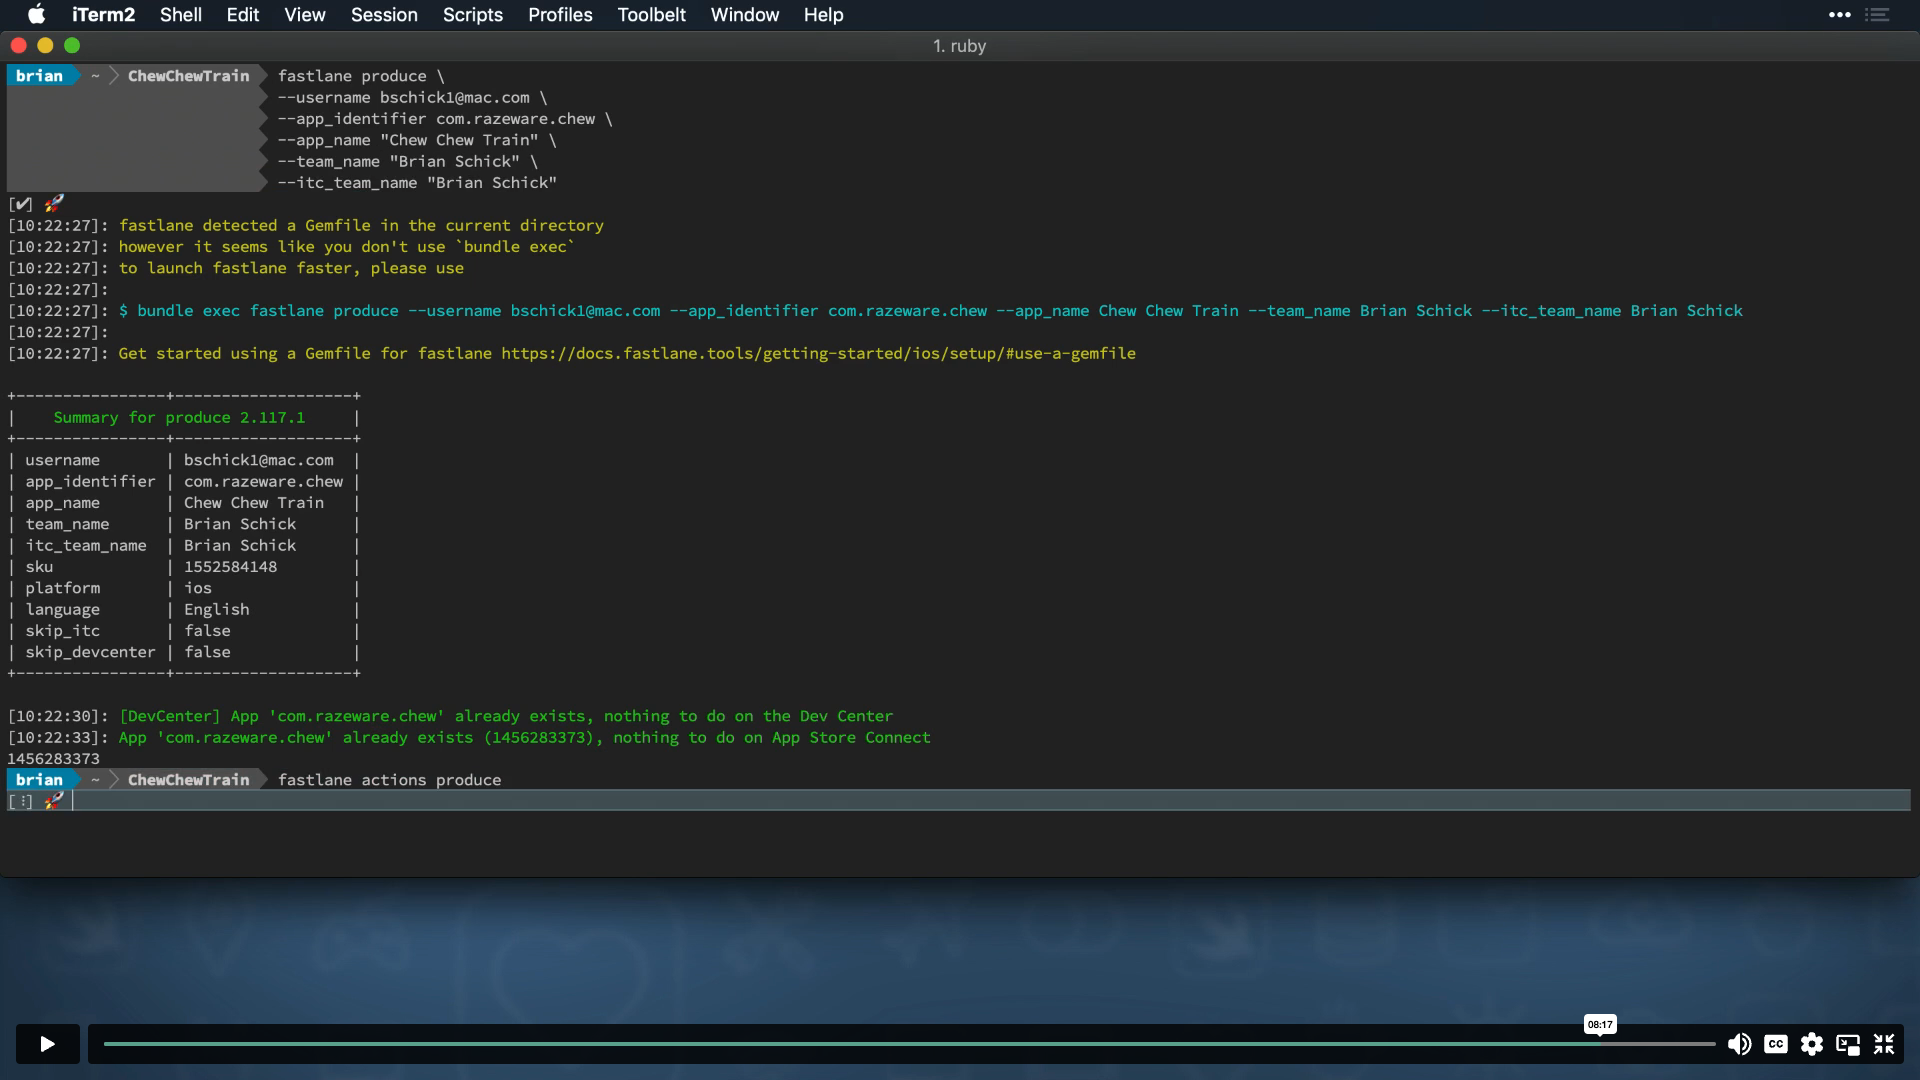 iTerm2 Shell Edit View Session Scripts Profiles Toolbelt Window Help
1. ruby
brian ~ ChewChewTrain fastlane produce \
--username bschick1@mac.com \
--app_identifier com.razeware.chew \
--app_name "Chew Chew Train" \
--team_name "Brian Schick" \
--itc_team_name "Brian Schick"
[✔] 🚀
[10:22:27]: fastlane detected a Gemfile in the current directory
[10:22:27]: however it seems like you don't use `bundle exec`
[10:22:27]: to launch fastlane faster, please use
[10:22:27]:
[10:22:27]: $ bundle exec fastlane produce --username bschick1@mac.com --app_identifier com.razeware.chew --app_name Chew Chew Train --team_name Brian Schick --itc_team_name Brian Schick
[10:22:27]:
[10:22:27]: Get started using a Gemfile for fastlane https://docs.fastlane.tools/getting-started/ios/setup/#use-a-gemfile
+----------------+-------------------+
| Summary for produce 2.117.1 |
+----------------+-------------------+
| username | bschick1@mac.com |
| app_identifier | com.razeware.chew |
| app_name | Chew Chew Train |
| team_name | Brian Schick |
| itc_team_name | Brian Schick |
| sku | 1552584148 |
| platform | ios |
| language | English |
| skip_itc | false |
| skip_devcenter | false |
+----------------+-------------------+
[10:22:30]: [DevCenter] App 'com.razeware.chew' already exists, nothing to do on the Dev Center
[10:22:33]: App 'com.razeware.chew' already exists (1456283373), nothing to do on App Store Connect
1456283373
brian ~ ChewChewTrain fastlane actions produce
[⁝] 🚀
08:17
CC